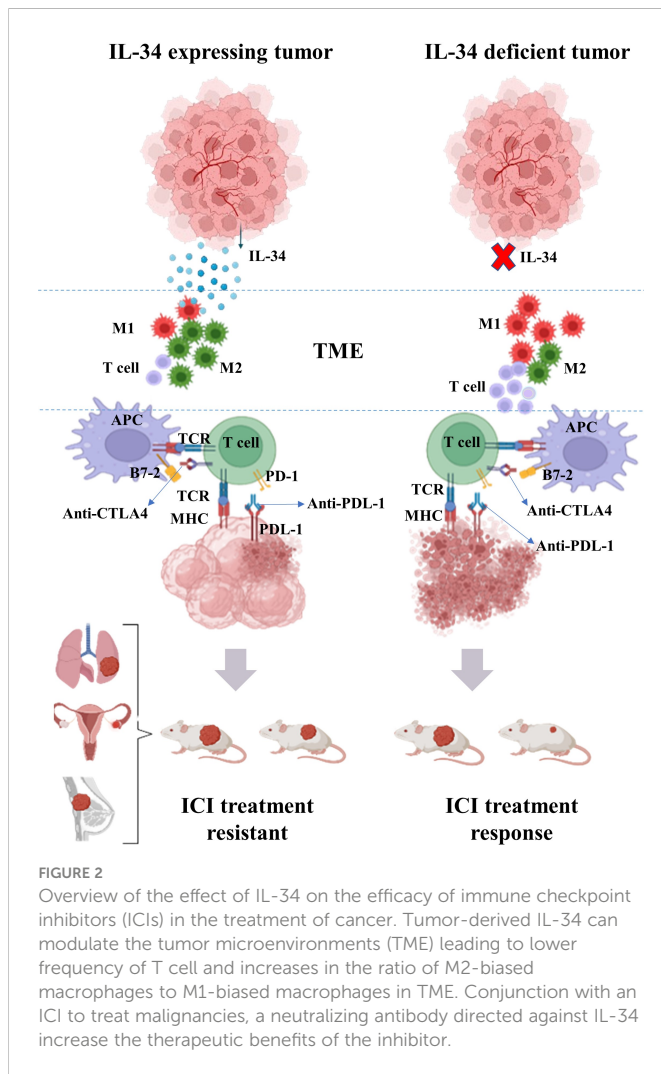 IL-34 expressing tumor
IL-34 deficient tumor
IL-34
IL-34
M1
M2
T cell
TME
M1
M2
T cell
APC
TCR
T cell
B7-2
PD-1
TCR
MHC
Anti-CTLA4
Anti-PDL-1
PDL-1
T cell
APC
TCR
B7-2
MHC
Anti-CTLA4
Anti-PDL-1
ICI treatment
resistant
ICI treatment
response
FIGURE 2
Overview of the effect of IL-34 on the efficacy of immune checkpoint
inhibitors (ICIs) in the treatment of cancer. Tumor-derived IL-34 can
modulate the tumor microenvironments (TME) leading to lower
frequency of T cell and increases in the ratio of M2-biased
macrophages to M1-biased macrophages in TME. Conjunction with an
ICI to treat malignancies, a neutralizing antibody directed against IL-34
increase the therapeutic benefits of the inhibitor.